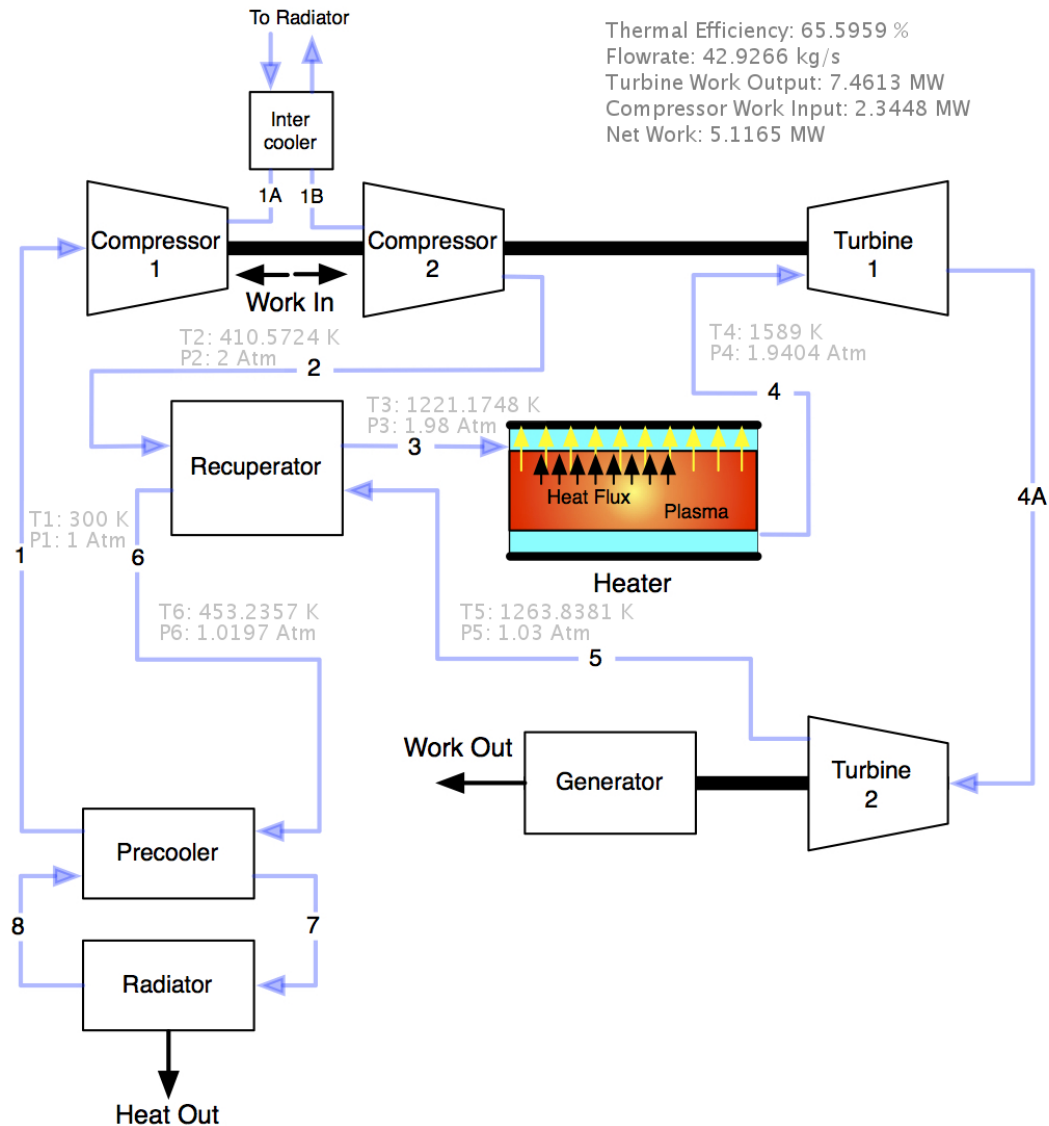 To Radiator
Thermal Efficiency: 65.5959 %
Flowrate: 42.9266 kg/s
Turbine Work Output: 7.4613 MW
Compressor Work Input: 2.3448 MW
Net Work: 5.1165 MW
Inter
cooler
1A
1B
Compressor
1
Compressor
2
Turbine
1
Work In
T2: 410.5724 K
P2: 2 Atm
2
T4: 1589 K
P4: 1.9404 Atm
4
T3: 1221.1748 K
P3: 1.98 Atm
3
Recuperator
Heat Flux
Plasma
Heater
4A
T1: 300 K
P1: 1 Atm
1
6
T6: 453.2357 K
P6: 1.0197 Atm
T5: 1263.8381 K
P5: 1.03 Atm
5
Work Out
Generator
Turbine
2
Precooler
8
7
Radiator
Heat Out